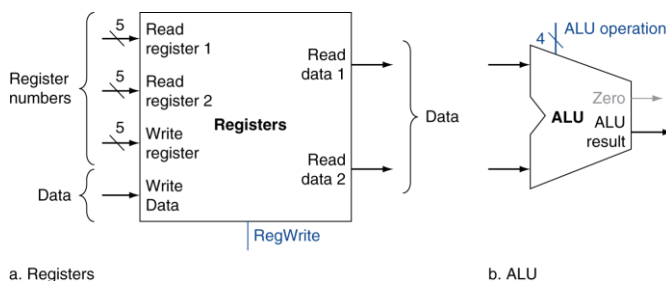 5
Read
register 1
5
Read
register 2
5
Write
register
Write
Data
Register
numbers
Data
Registers
Read
data 1
Read
data 2
Data
RegWrite
a. Registers
4
ALU operation
Zero
ALU
ALU
result
b. ALU